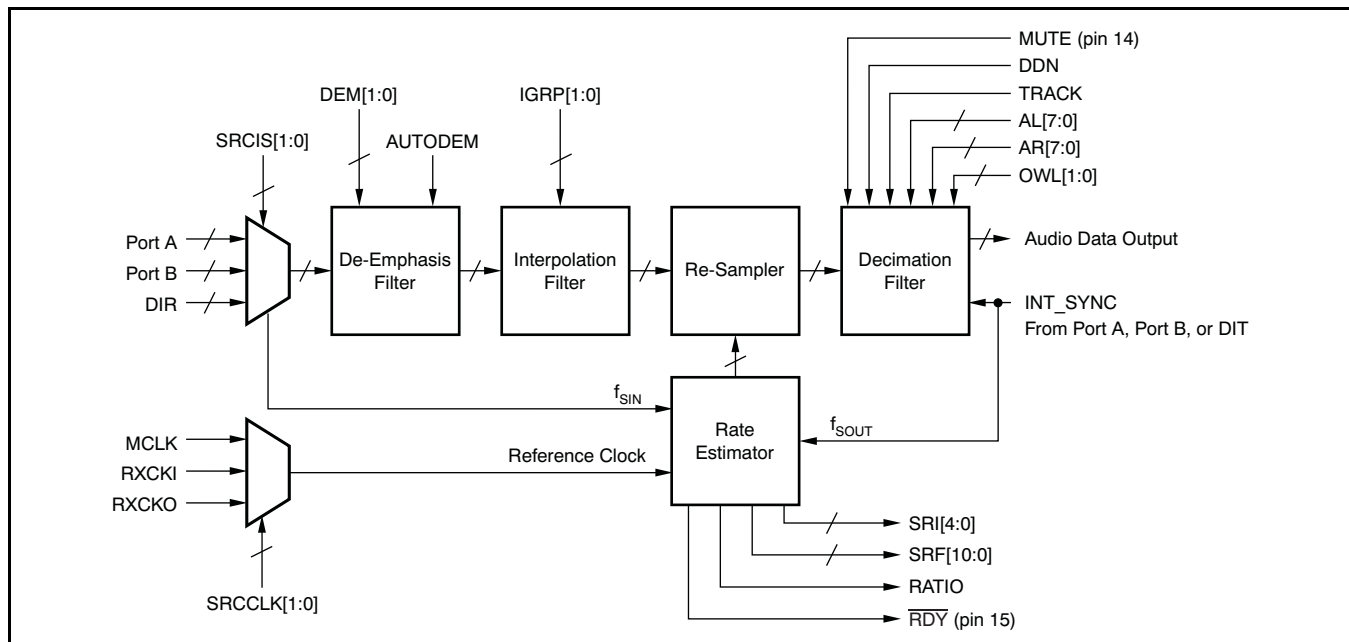 MUTE (pin 14)
DDN
TRACK
AL[7:0]
AR[7:0]
OWL[1:0]
DEM[1:0]
IGRP[1:0]
SRCIS[1:0]
AUTODEM
Port A
Port B
DIR
De-Emphasis
Filter
Interpolation
Filter
Re-Sampler
Decimation
Filter
Audio Data Output
INT_SYNC
From Port A, Port B, or DIT
fSIN
fSOUT
MCLK
RXCKI
RXCKO
Reference Clock
Rate
Estimator
SRCCLK[1:0]
SRI[4:0]
SRF[10:0]
RATIO
RDY (pin 15)